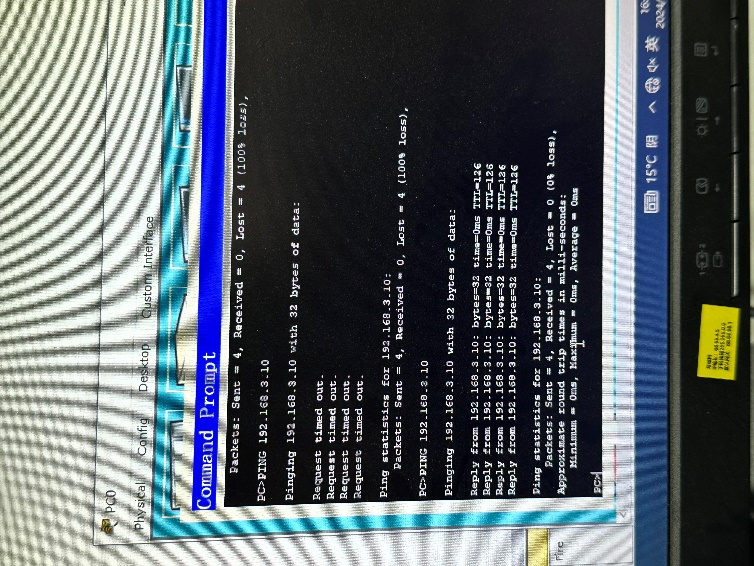 PC0
Physical Config Desktop Custom Interface
Command Prompt
Packets: Sent = 4, Received = 0, Lost = 4 (100% loss),
PC>PING 192.168.3.10
Pinging 192.168.3.10 with 32 bytes of data:
Request timed out.
Request timed out.
Request timed out.
Request timed out.
Ping statistics for 192.168.3.10:
Packets: Sent = 4, Received = 0, Lost = 4 (100% loss),
PC>PING 192.168.3.10
Pinging 192.168.3.10 with 32 bytes of data:
Reply from 192.168.3.10: bytes=32 time=0ms TTL=126
Reply from 192.168.3.10: bytes=32 time=0ms TTL=126
Reply from 192.168.3.10: bytes=32 time=0ms TTL=126
Reply from 192.168.3.10: bytes=32 time=0ms TTL=126
Ping statistics for 192.168.3.10:
Packets: Sent = 4, Received = 4, Lost = 0 (0% loss),
Approximate round trip times in milli-seconds:
Minimum = 0ms, Maximum = 0ms, Average = 0ms
PC>
Fire
15°C 阴 英